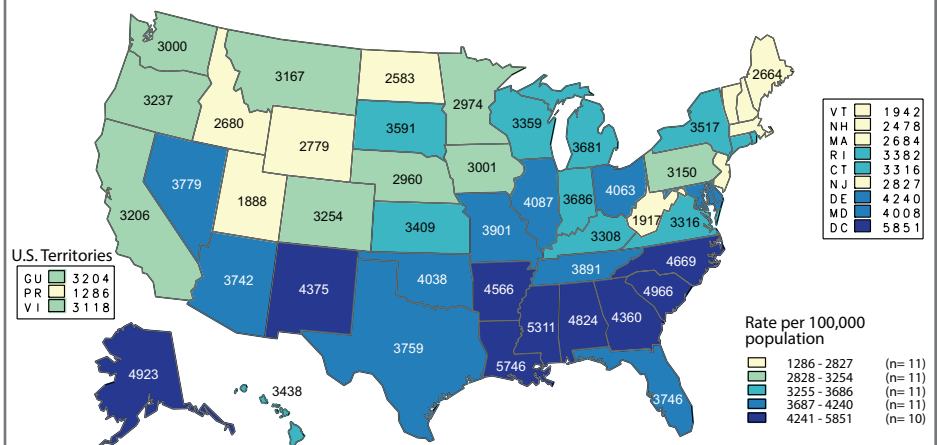 3000
3167
2583
2974
2664
3237
2680
3591
3359
3681
3517
2779
3001
3150
3779
1888
2960
4087
3686
4063
3206
3254
3409
3901
3308
1917
3316
3742
4375
4038
3891
4669
4566
4966
5311
4824
4360
3759
5746
3746
4923
3438
VT 1942
NH 2478
MA 2684
RI 3382
CT 3316
NJ 2827
DE 4240
MD 4008
DC 5851
U.S. Territories
GU 3204
PR 1286
VI 3118
Rate per 100,000
population
1286 - 2827 (n= 11)
2828 - 3254 (n= 11)
3255 - 3686 (n= 11)
3687 - 4240 (n= 11)
4241 - 5851 (n= 10)